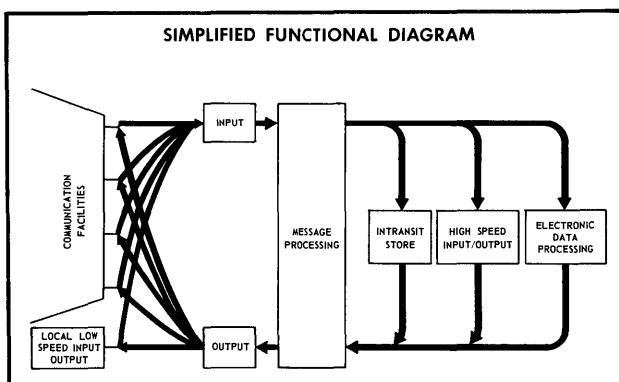 SIMPLIFIED FUNCTIONAL DIAGRAM
COMMUNICATION
FACILITIES
INPUT
MESSAGE
PROCESSING
INTRANSIT
STORE
HIGH SPEED
INPUT/OUTPUT
ELECTRONIC
DATA
PROCESSING
LOCAL LOW
SPEED INPUT
OUTPUT
OUTPUT